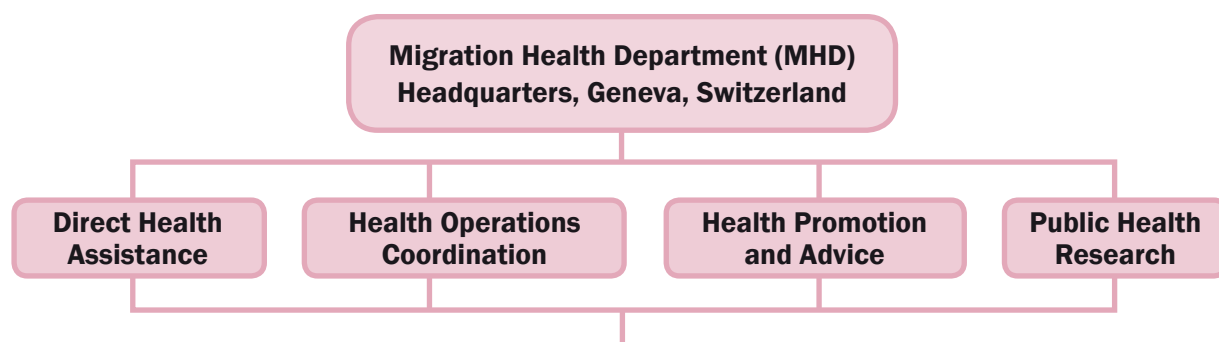 Migration Health Department (MHD)
Headquarters, Geneva, Switzerland
Direct Health
Assistance
Health Operations
Coordination
Health Promotion
and Advice
Public Health
Research